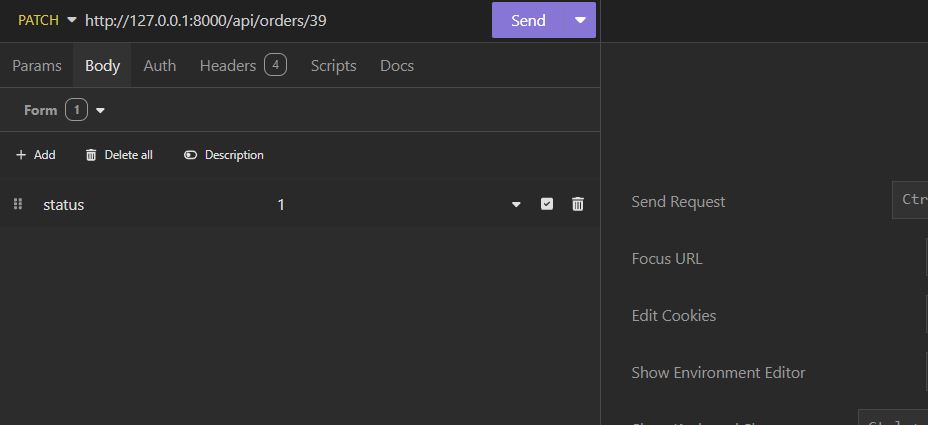 PATCH http://127.0.0.1:8000/api/orders/39 Send
Params Body Auth Headers 4 Scripts Docs
Form 1
+ Add Delete all Description
status 1
Send Request Ctr
Focus URL
Edit Cookies
Show Environment Editor